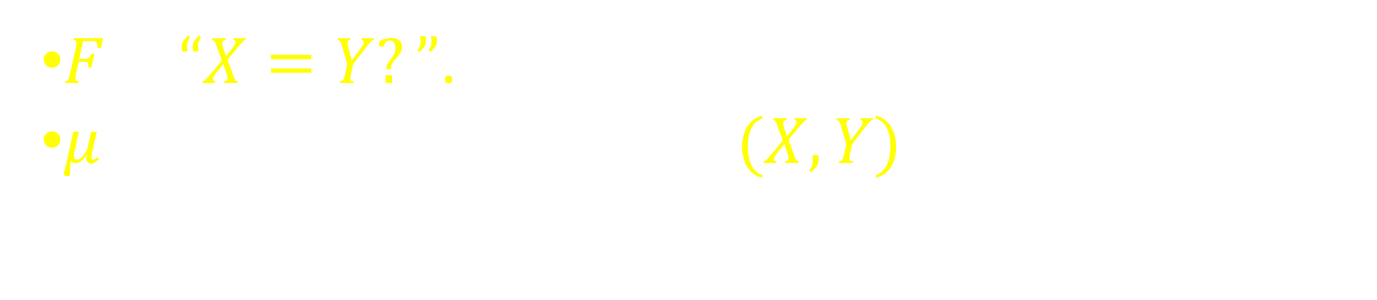 •F “X = Y?”.
•μ (X, Y)